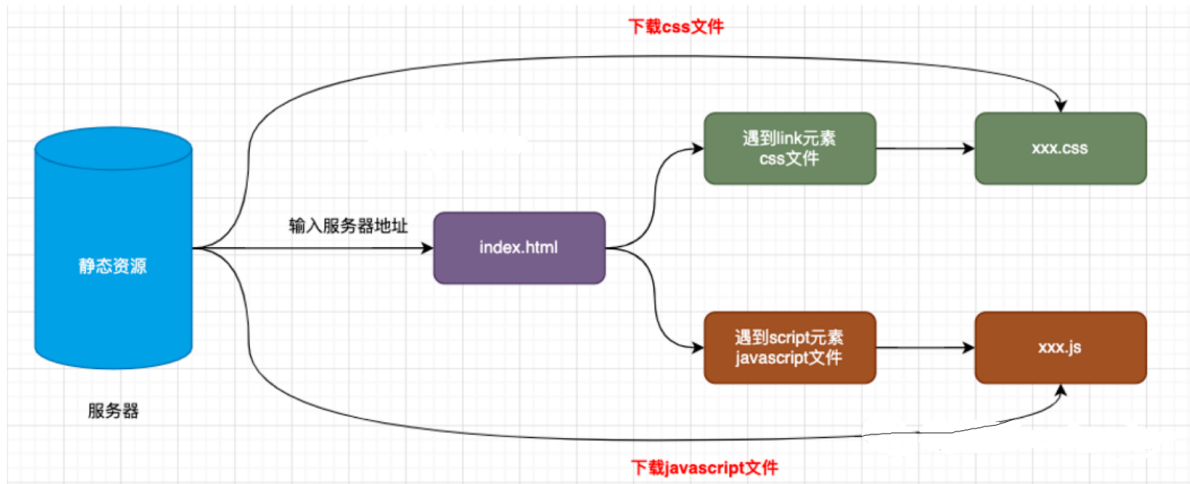 下载css文件
遇到link元素
css文件
xxx.css
输入服务器地址
index.html
静态资源
遇到script元素
javascript文件
xxx.js
服务器
下载javascript文件